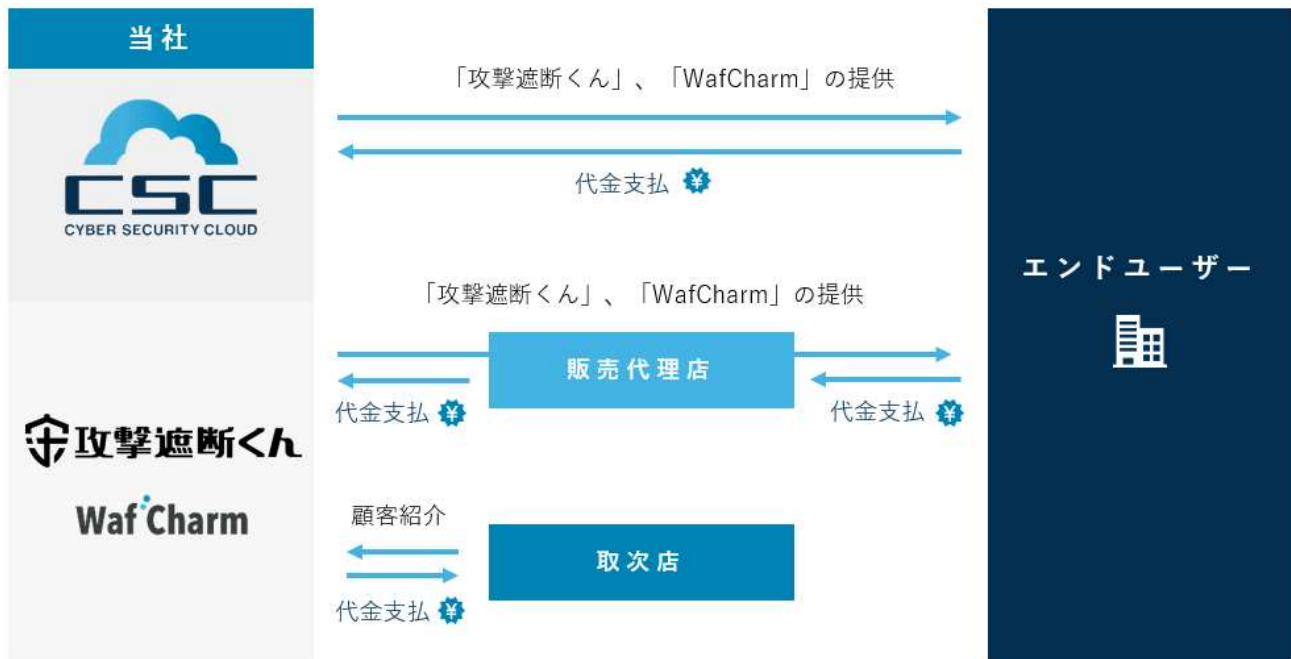 当社
CSC
CYBER SECURITY CLOUD
「攻撃遮断くん」、「WafCharm」の提供
代金支払 ¥
エンドユーザー
「攻撃遮断くん」、「WafCharm」の提供
販売代理店
代金支払 ¥
代金支払 ¥
攻撃遮断くん
WafCharm
顧客紹介
取次店
代金支払 ¥